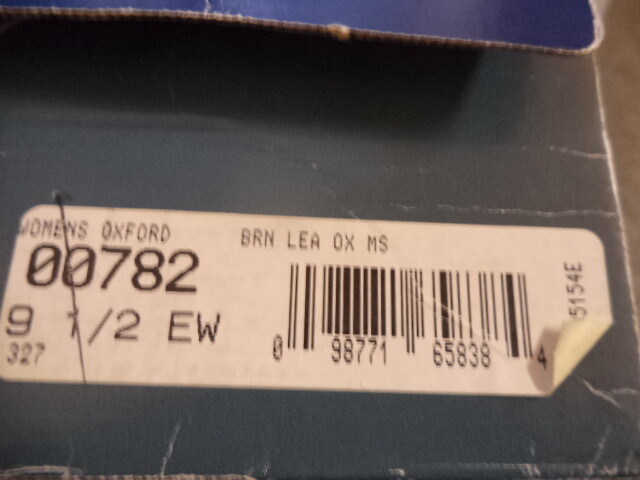 WOMENS OXFORD BRN LEA OX MS
00782
9 1/2 EW
327
0 98771 65838 4
5154E